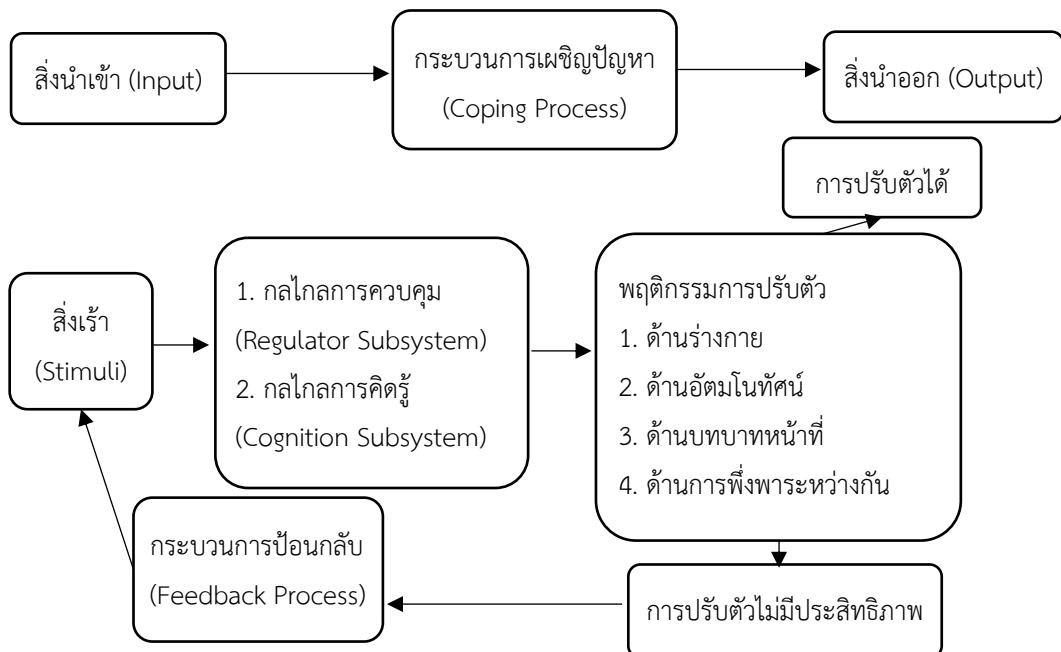 สิ่งนำเข้า (Input)
กระบวนการเผชิญปัญหา
(Coping Process)
สิ่งนำออก (Output)
การปรับตัวได้
สิ่งเร้า
(Stimuli)
1. กลไกลการควบคุม
(Regulator Subsystem)
2. กลไกลการคิดรู้
(Cognition Subsystem)
พฤติกรรมการปรับตัว
1. ด้านร่างกาย
2. ด้านอัตมโนทัศน์
3. ด้านบทบาทหน้าที่
4. ด้านการพึ่งพาระหว่างกัน
กระบวนการป้อนกลับ
(Feedback Process)
การปรับตัวไม่มีประสิทธิภาพ